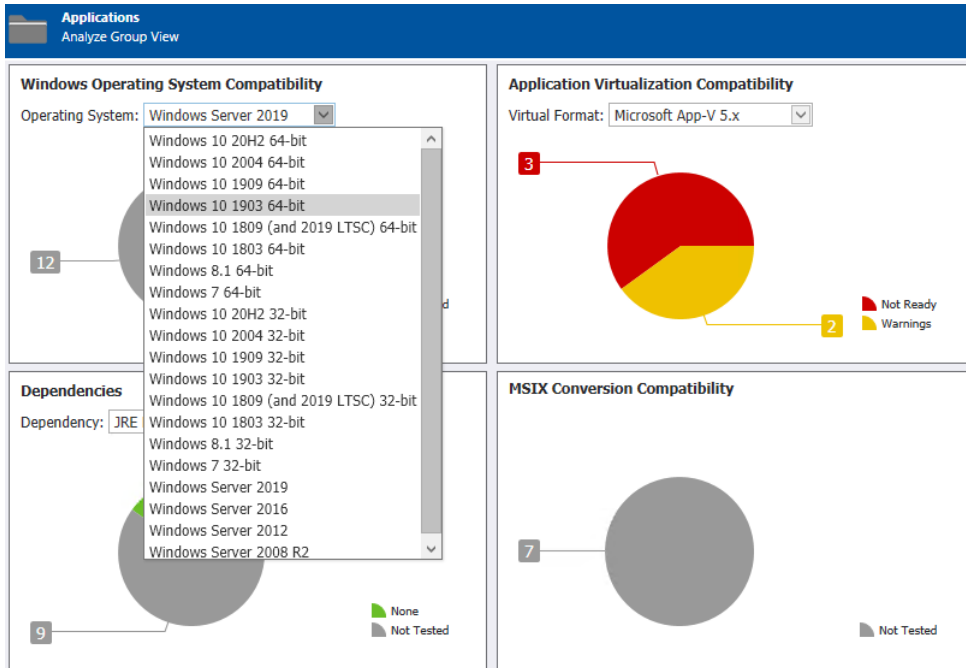 Applications
Analyze Group View
Windows Operating System Compatibility
Operating System: Windows Server 2019
Windows 10 20H2 64-bit
Windows 10 2004 64-bit
Windows 10 1909 64-bit
Windows 10 1903 64-bit
Windows 10 1809 (and 2019 LTSC) 64-bit
Windows 10 1803 64-bit
Windows 8.1 64-bit
Windows 7 64-bit
Windows 10 20H2 32-bit
Windows 10 2004 32-bit
Windows 10 1909 32-bit
Windows 10 1903 32-bit
Windows 10 1809 (and 2019 LTSC) 32-bit
Windows 10 1803 32-bit
Windows 8.1 32-bit
Windows 7 32-bit
Windows Server 2019
Windows Server 2016
Windows Server 2012
Windows Server 2008 R2
12
Application Virtualization Compatibility
Virtual Format: Microsoft App-V 5.x
3
2
Not Ready
Warnings
Dependencies
Dependency: JRE
9
None
Not Tested
MSIX Conversion Compatibility
7
Not Tested